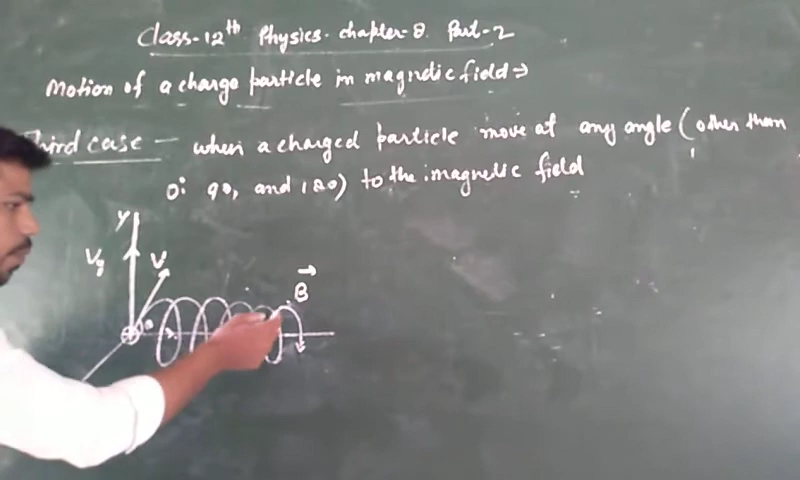 Class-12th Physics. chapter-8. Part-2
Motion of a charge particle in magnetic field ⇒
Third case — when a charged particle move at any angle (other than
0°, 90, and 180) to the magnetic field
y
Vy V
B